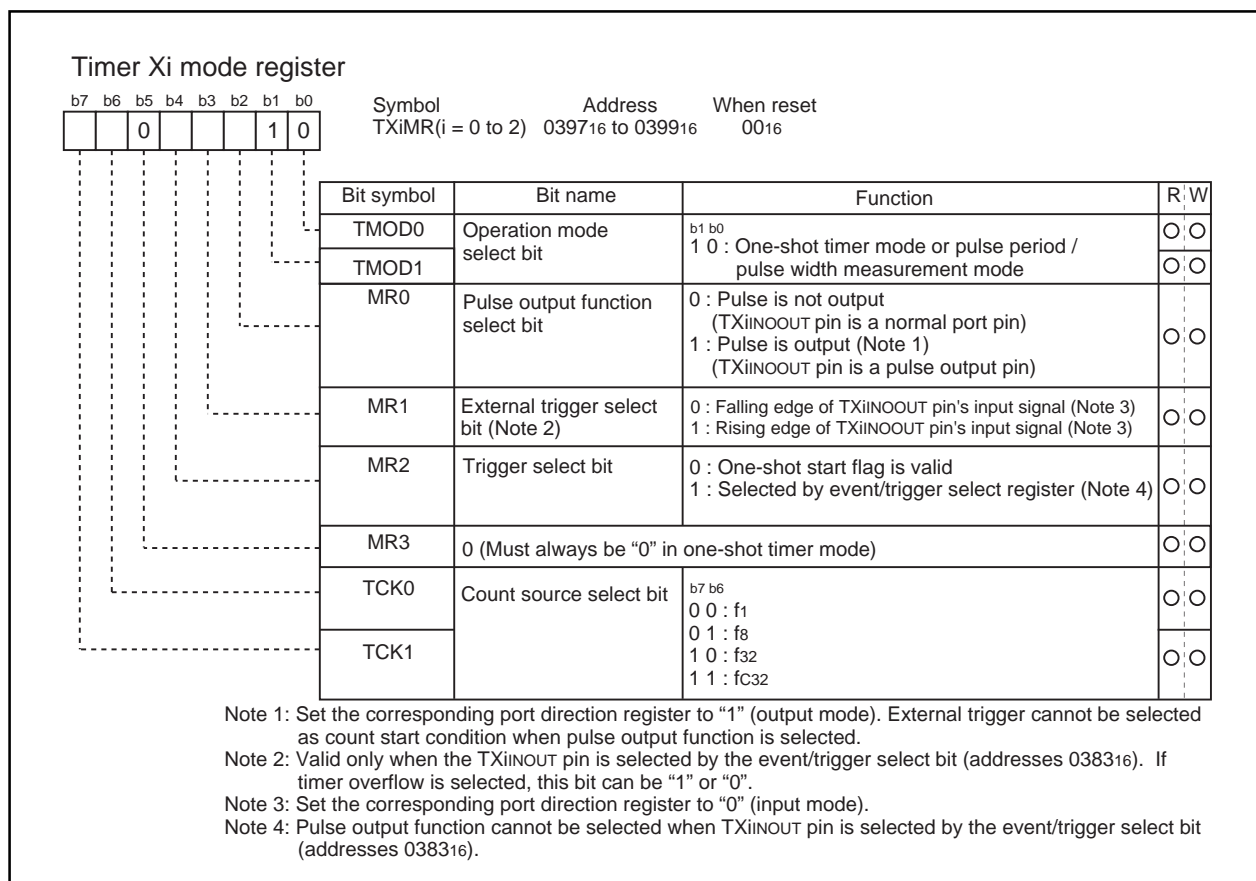 Timer Xi mode register
b7 b6 b5 b4 b3 b2 b1 b0
0 1 0
Symbol Address When reset
TXiMR(i = 0 to 2) 039716 to 039916 0016
Bit symbol Bit name Function R W
TMOD0 Operation mode select bit b1 b0
1 0 : One-shot timer mode or pulse period /
TMOD1 pulse width measurement mode
MR0 Pulse output function 0 : Pulse is not output
select bit (TXiINOOUT pin is a normal port pin)
1 : Pulse is output (Note 1)
(TXiINOOUT pin is a pulse output pin)
MR1 External trigger select 0 : Falling edge of TXiINOOUT pin's input signal (Note 3)
bit (Note 2) 1 : Rising edge of TXiINOOUT pin's input signal (Note 3)
MR2 Trigger select bit 0 : One-shot start flag is valid
1 : Selected by event/trigger select register (Note 4)
MR3 0 (Must always be “0” in one-shot timer mode)
TCK0 Count source select bit b7 b6
0 0 : f1
0 1 : f8
TCK1 1 0 : f32
1 1 : fC32
Note 1: Set the corresponding port direction register to “1” (output mode). External trigger cannot be selected
as count start condition when pulse output function is selected.
Note 2: Valid only when the TXiINOUT pin is selected by the event/trigger select bit (addresses 038316). If
timer overflow is selected, this bit can be “1” or “0”.
Note 3: Set the corresponding port direction register to “0” (input mode).
Note 4: Pulse output function cannot be selected when TXiINOUT pin is selected by the event/trigger select bit
(addresses 038316).